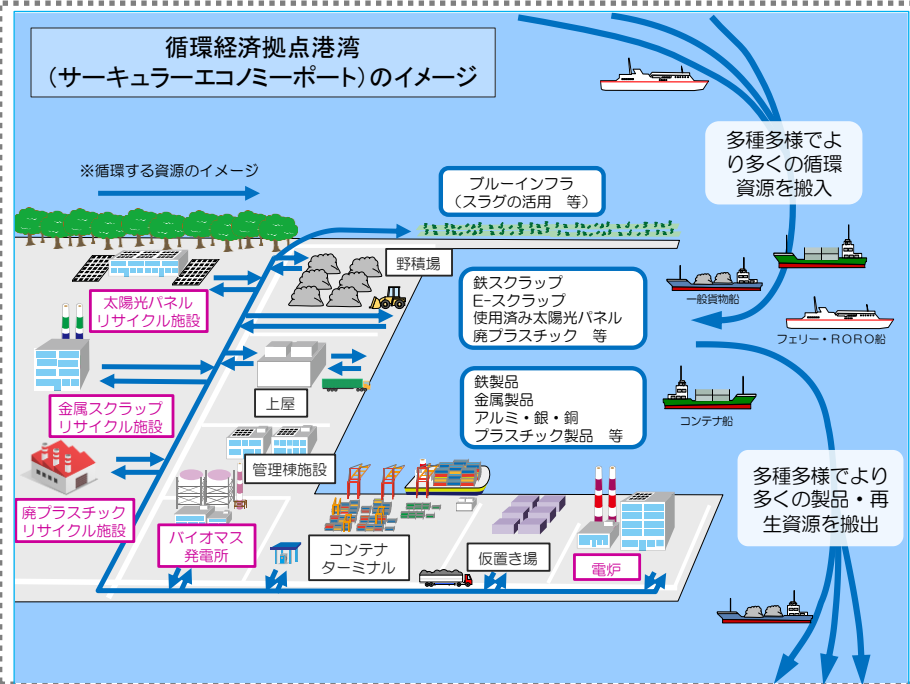 循環経済拠点港湾
（サーキュラーエコノミーポート）のイメージ
※循環する資源のイメージ
多種多様でよ
り多くの循環
資源を搬入
ブルーインフラ
（スラグの活用　等）
野積場
太陽光パネル
リサイクル施設
鉄スクラップ
E-スクラップ
使用済み太陽光パネル
廃プラスチック　等
一般貨物船
フェリー・ＲＯＲＯ船
金属スクラップ
リサイクル施設
上屋
鉄製品
金属製品
アルミ・銀・銅
プラスチック製品　等
コンテナ船
管理棟施設
多種多様でより
多くの製品・再
生資源を搬出
廃プラスチック
リサイクル施設
バイオマス
発電所
コンテナ
ターミナル
仮置き場
電炉